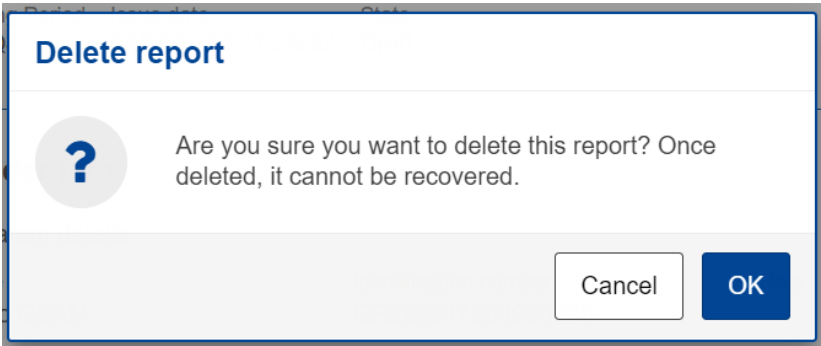 Delete report
?
Are you sure you want to delete this report? Once
deleted, it cannot be recovered.
Cancel
OK